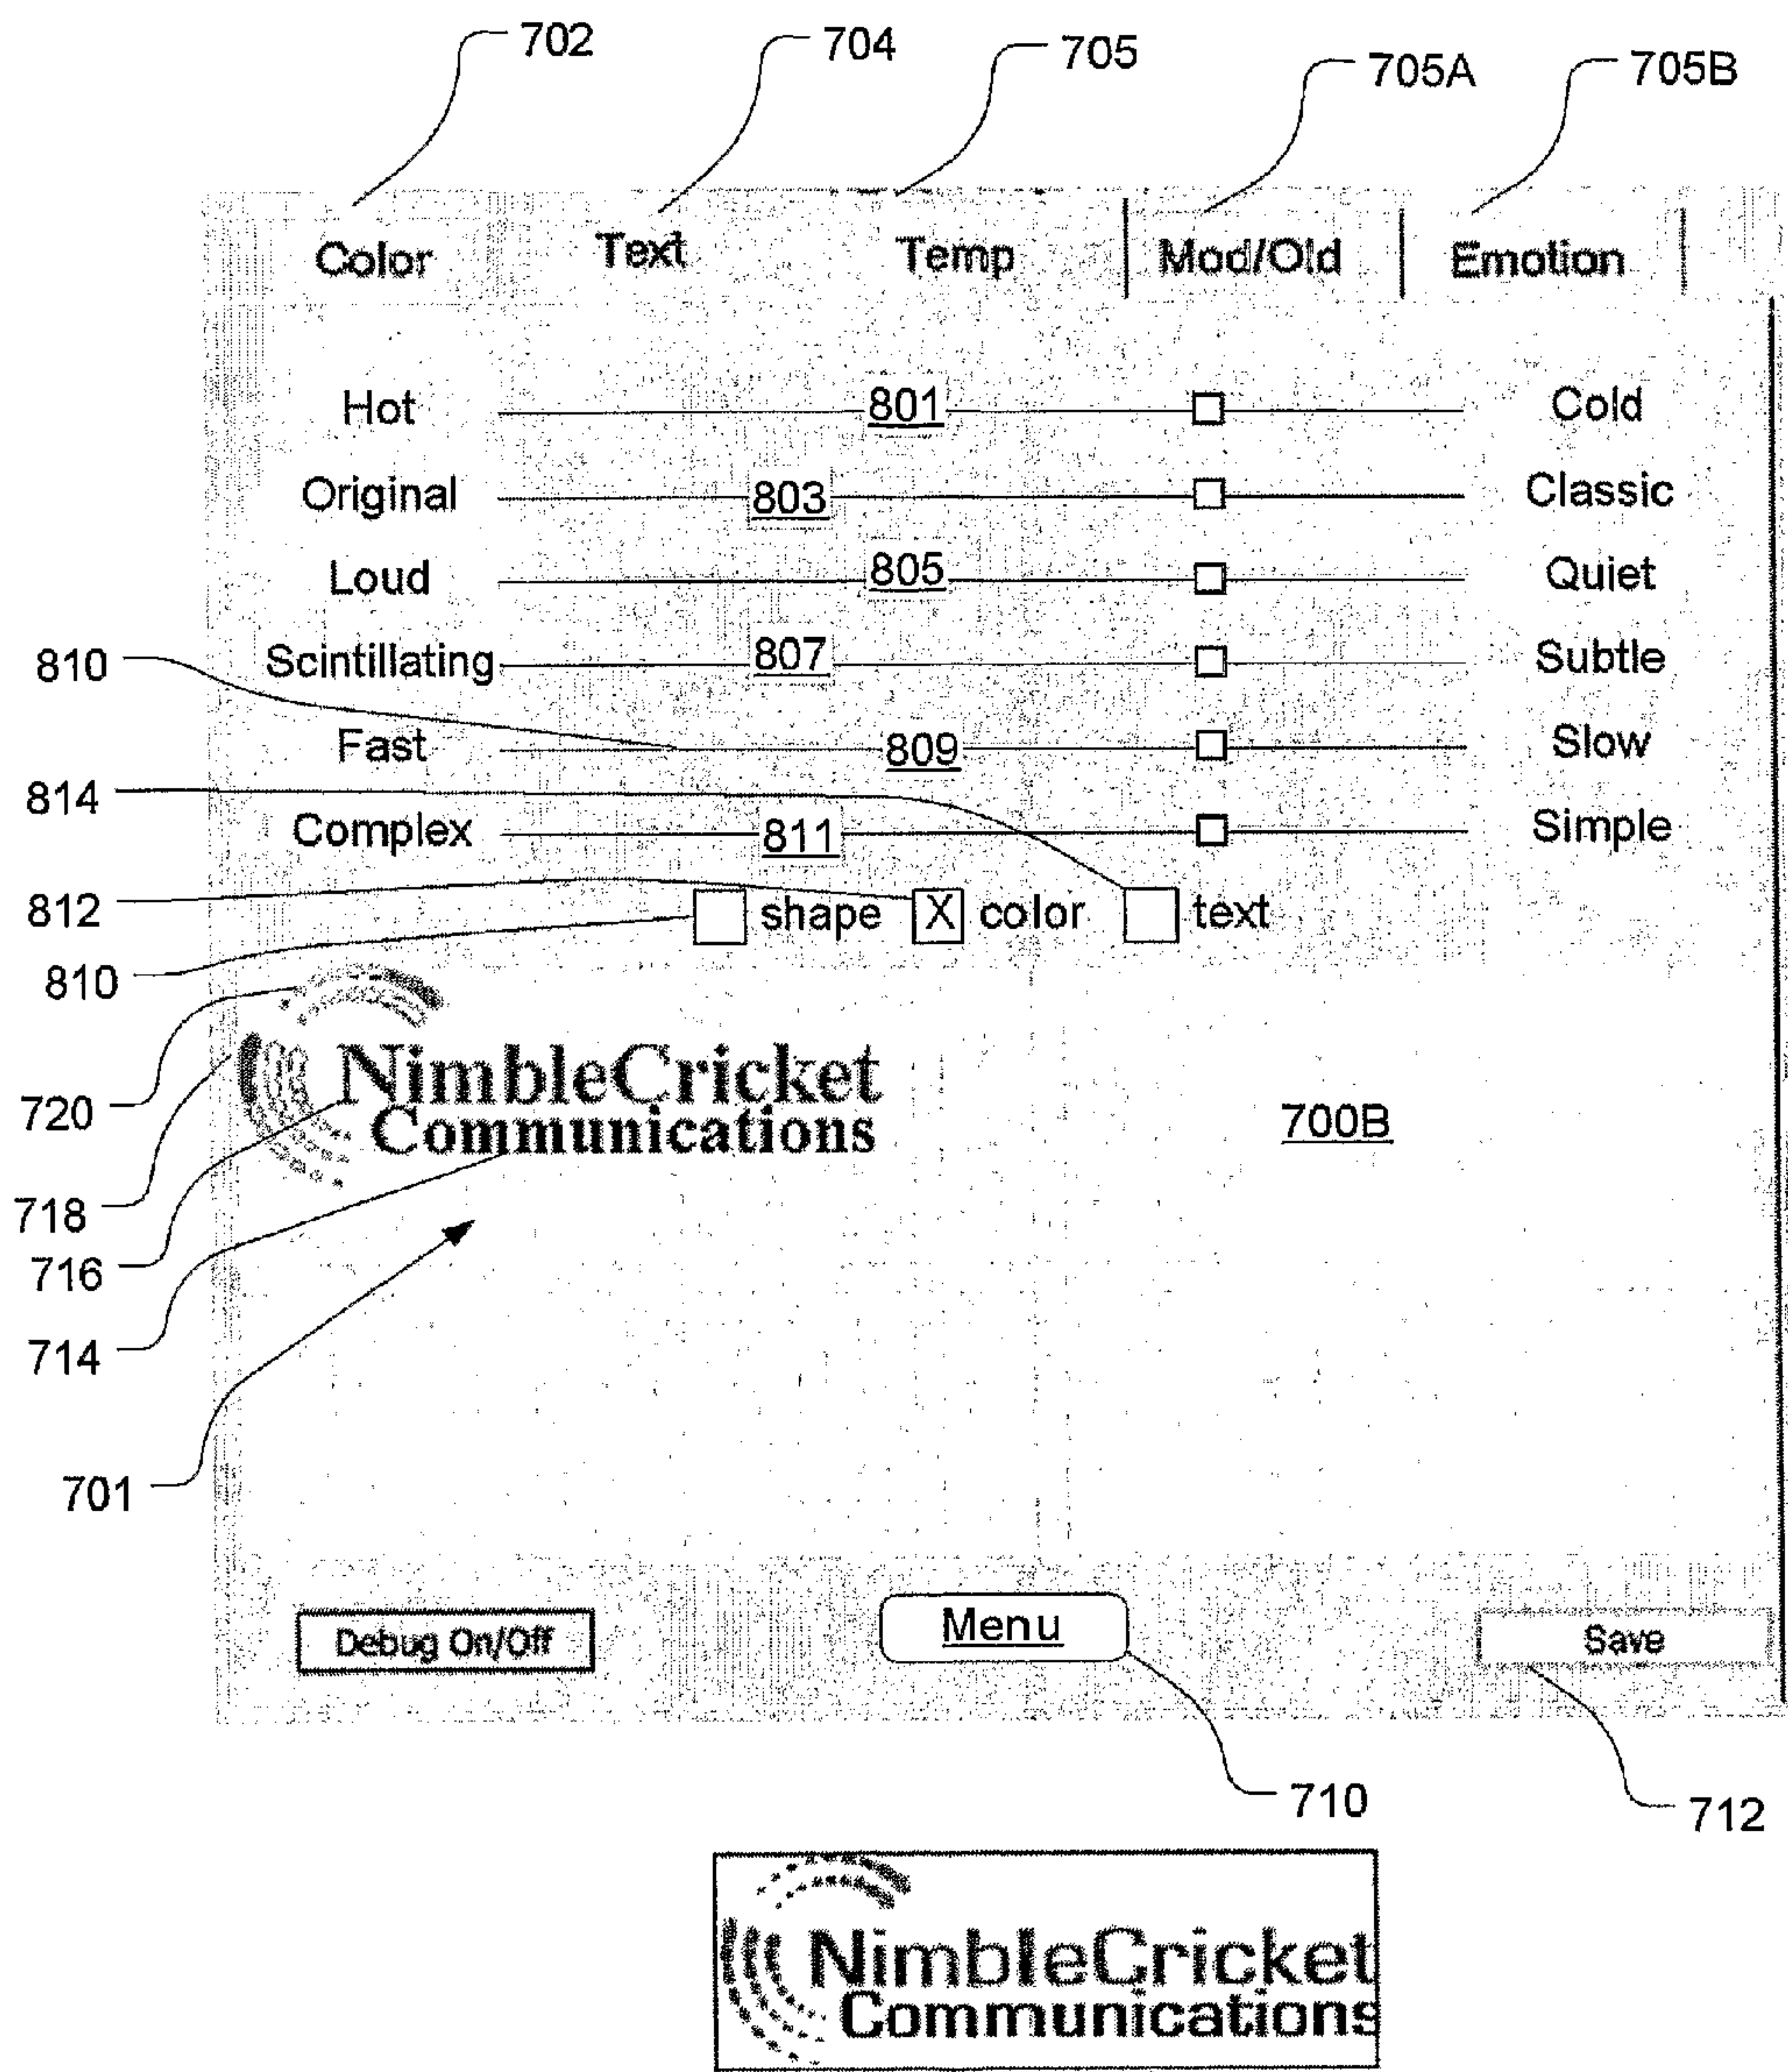 702 704 705 705A 705B
Color Text Temp Mod/Old Emotion
Hot 801 Cold
Original 803 Classic
Loud 805 Quiet
810 Scintillating 807 Subtle
Fast 809 Slow
814
Complex 811 Simple
812 shape X color text
810
NimbleCricket
720 Communications 700B
718
716
714
701
Debug On/Off Menu Save
710 712
NimbleCricket
Communications